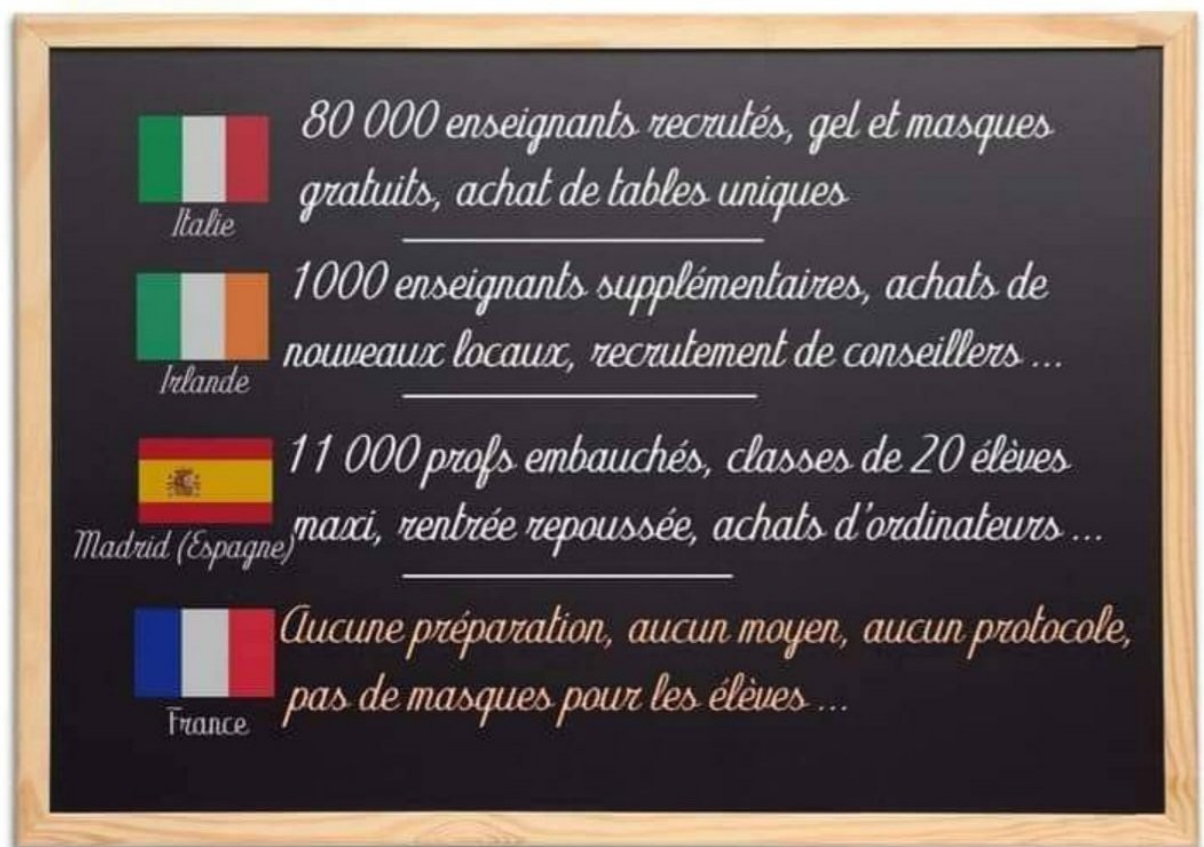 80 000 enseignants recrutés, gel et masques
gratuits, achat de tables uniques
Italie
1000 enseignants supplémentaires, achats de
nouveaux locaux, recrutement de conseillers ...
Irlande
11 000 profs embauchés, classes de 20 élèves
maxi, rentrée repoussée, achats d'ordinateurs ...
Madrid (Espagne)
Aucune préparation, aucun moyen, aucun protocole,
pas de masques pour les élèves ...
France